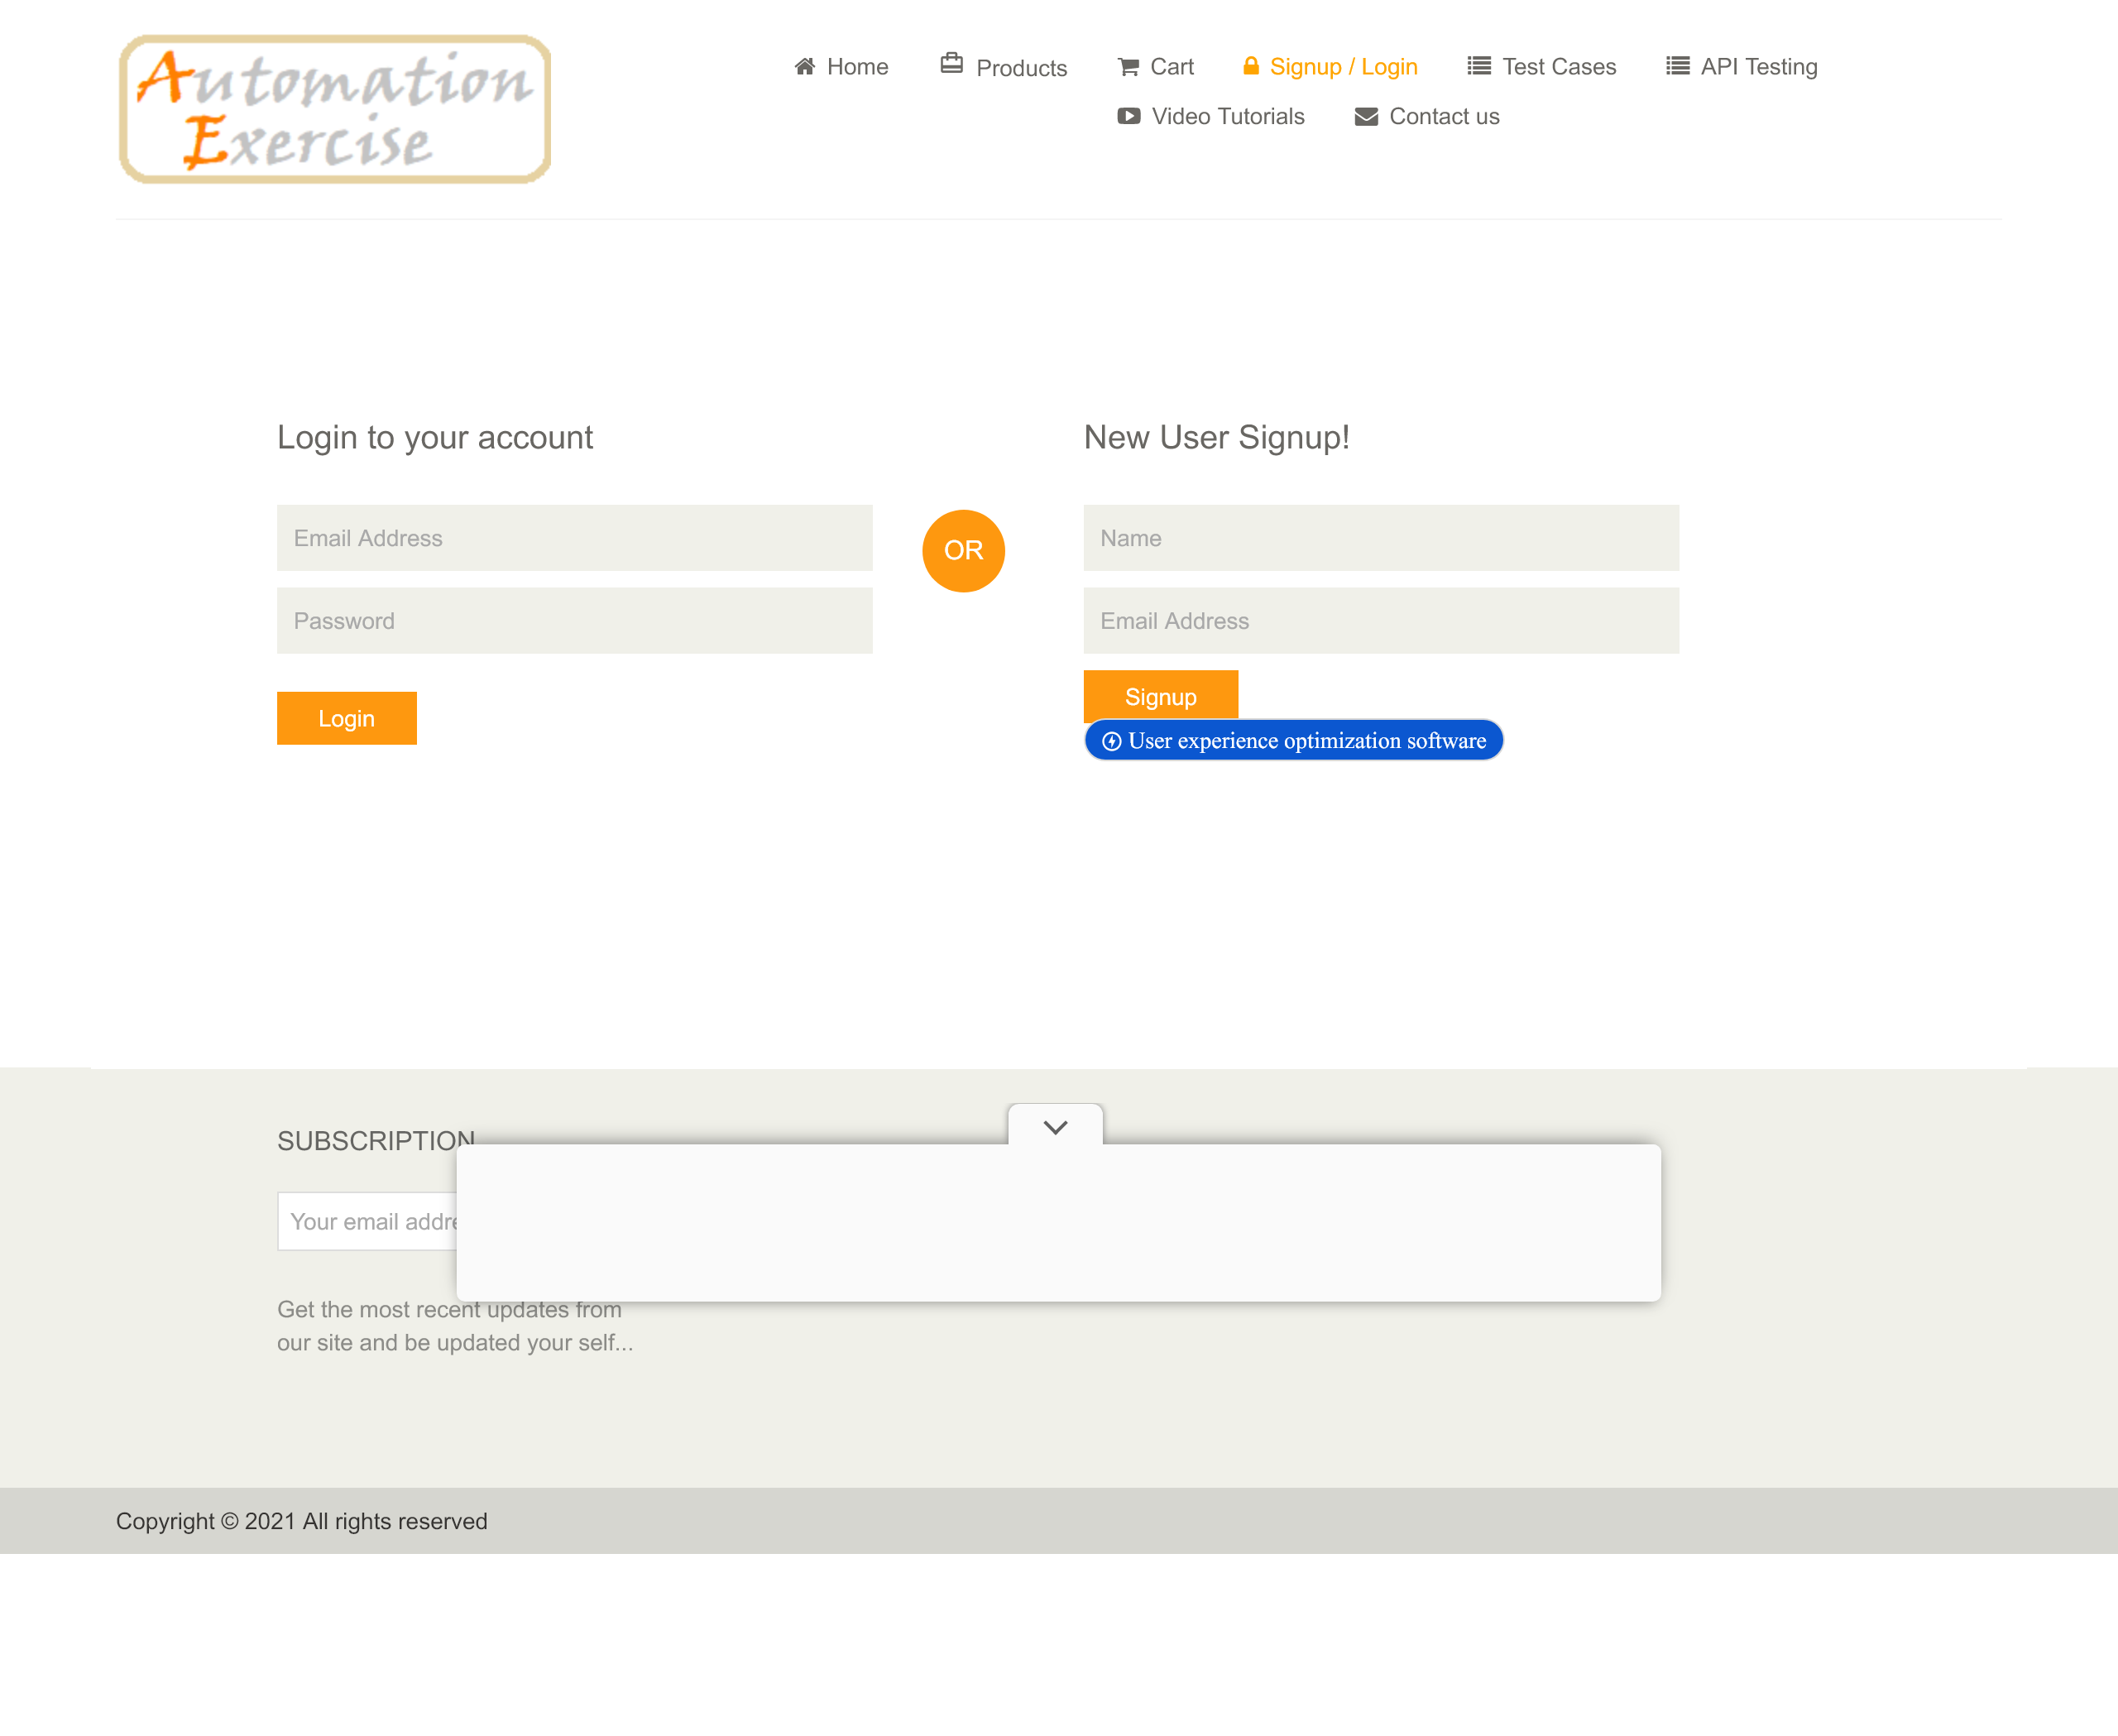 Automation
Exercise
Home
Products
Cart
Signup / Login
Test Cases
API Testing
Video Tutorials
Contact us
Login to your account
Email Address
Password
Login
OR
New User Signup!
Name
Email Address
Signup
User experience optimization software
SUBSCRIPTION
Your email addre
Get the most recent updates from
our site and be updated your self...
Copyright © 2021 All rights reserved